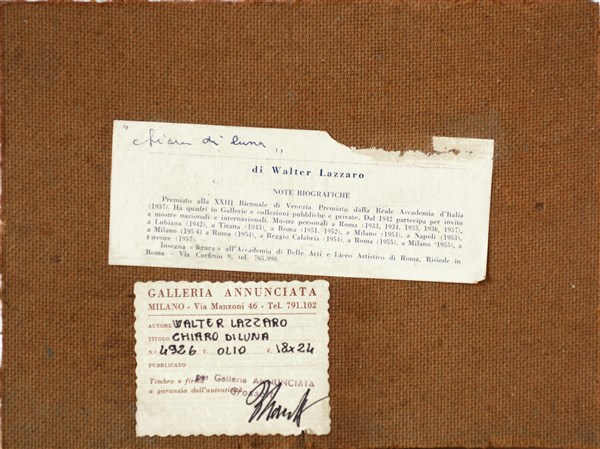 " chiaro di luna "
di Walter Lazzaro
NOTE BIOGRAFICHE
Premiato alla XXIII Biennale di Venezia. Premiato dalla Reale Accademia d'Italia
(1937). Ha quadri in Gallerie e collezioni pubbliche e private. Dal 1942 partecipa per invito
a mostre nazionali e internazionali. Mostre personali a Roma (1931, 1934, 1935, 1936, 1937),
a Lubiana (1942), a Tirana (1943), a Roma (1951, 1952), a Milano (1953), a Napoli (1953),
a Milano (1954) a Roma (1954), a Reggio Calabria (1954), a Roma (1955), a Milano (1955), a
Firenze (1957).
Insegna « figura » all'Accademia di Belle Arti e Liceo Artistico di Roma. Risiede in
Roma - Via Corfinio 9, tel. 765.998.
GALLERIA ANNUNCIATA
MILANO - Via Manzoni 46 - Tel. 791.102
AUTORE WALTER LAZZARO
TITOLO CHIARO DI LUNA
N. 4926 T. OLIO F. 18x24
PUBBLICATO
Timbro e firma per Galleria ANNUNCIATA
a garanzia dell'autenticità